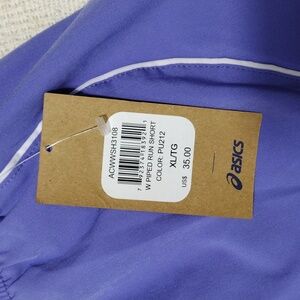 ACWWSH3108
W PIPED RUN SHORT
COLOR: PU212
XL/TG
US$ 35.00
asics